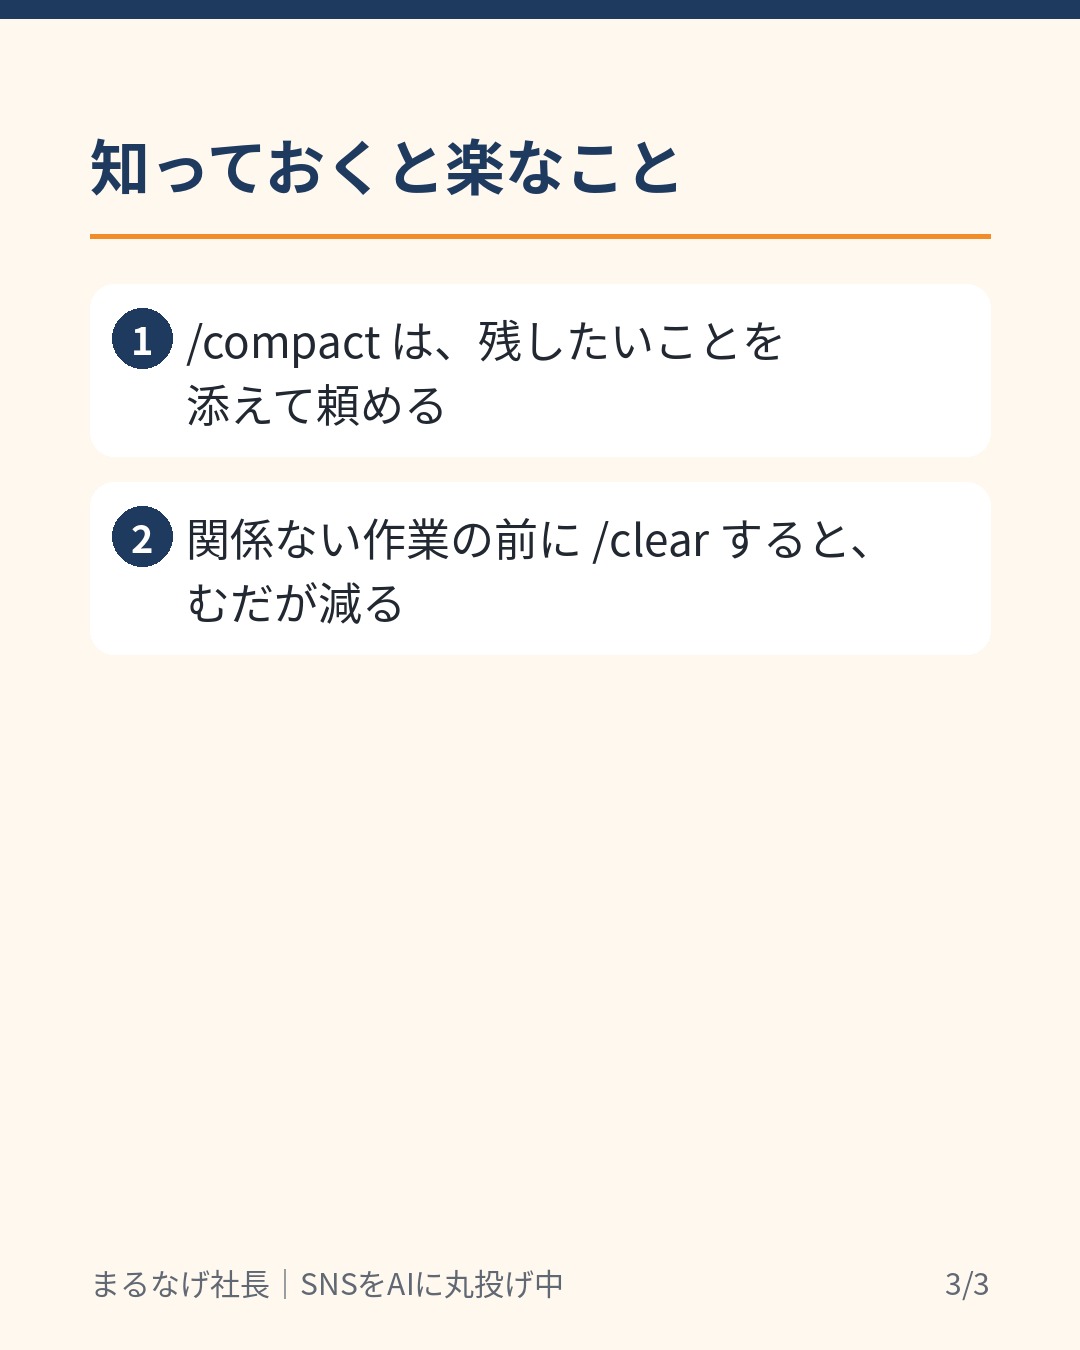 知っておくと楽なこと
1 /compact は、残したいことを
添えて頼める
2 関係ない作業の前に /clear すると、
むだが減る
まるなげ社長｜SNSをAIに丸投げ中 3/3